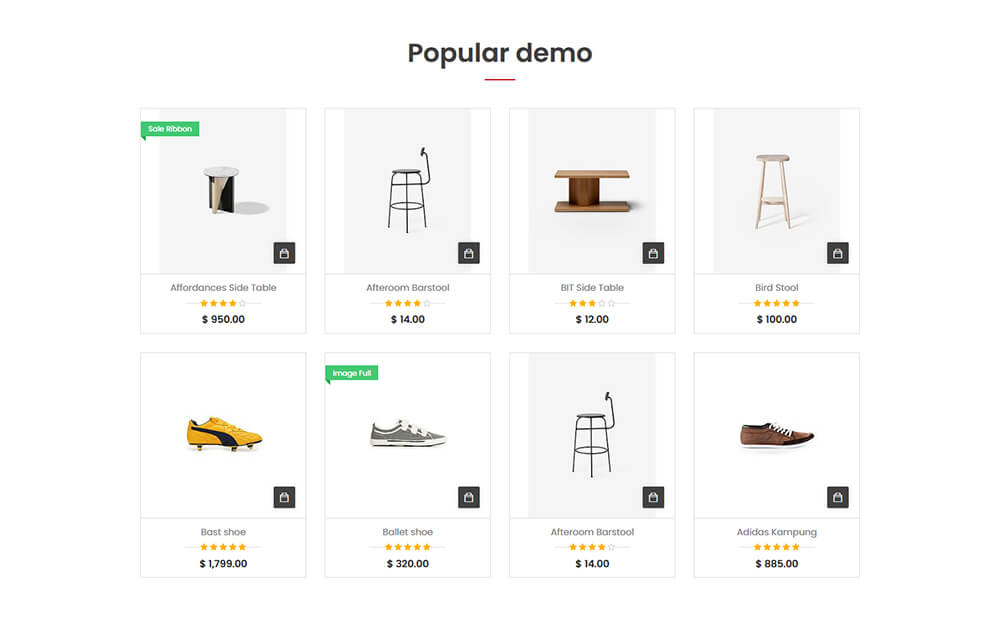 Popular demo
Sale Ribbon
Affordances Side Table
$ 950.00
Afteroom Barstool
$ 14.00
BIT Side Table
$ 12.00
Bird Stool
$ 100.00
Image Full
Bast shoe
$ 1,799.00
Ballet shoe
$ 320.00
Afteroom Barstool
$ 14.00
Adidas Kampung
$ 885.00